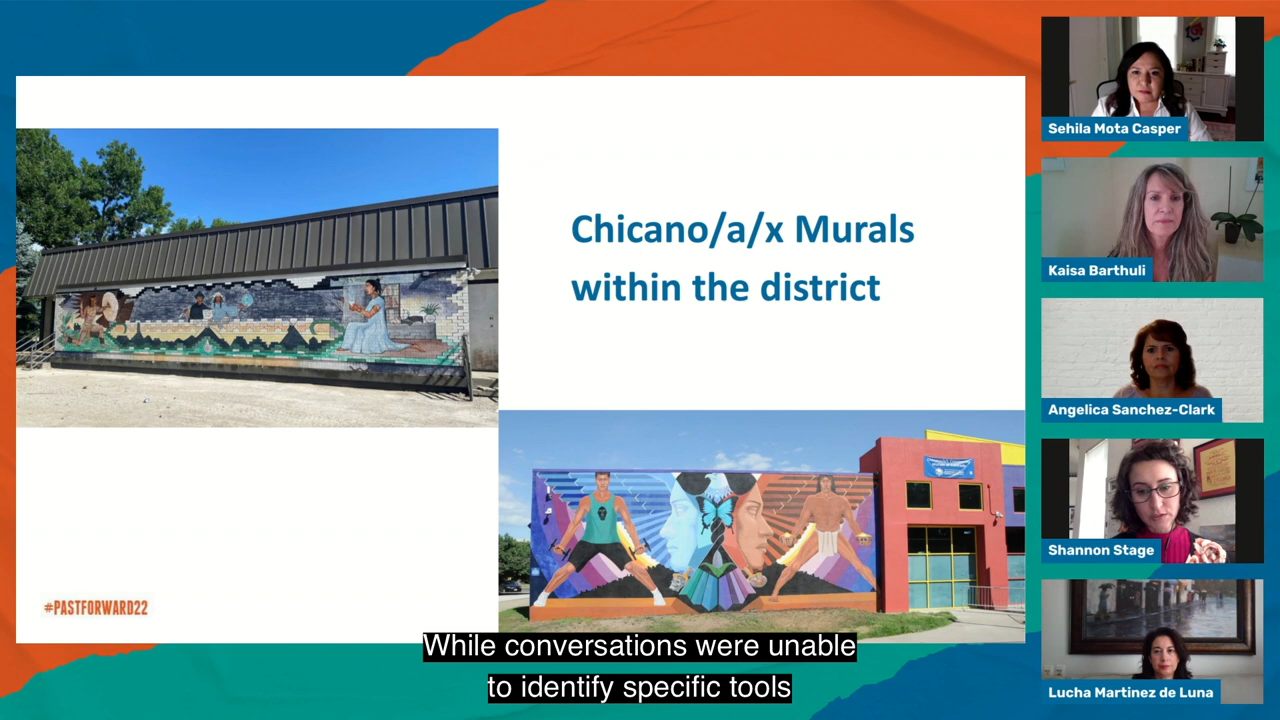 Chicano/a/x Murals
within the district
#PASTFORWARD22
While conversations were unable
to identify specific tools
Sehila Mota Casper
Kaisa Barthuli
Angelica Sanchez-Clark
Shannon Stage
Lucha Martinez de Luna